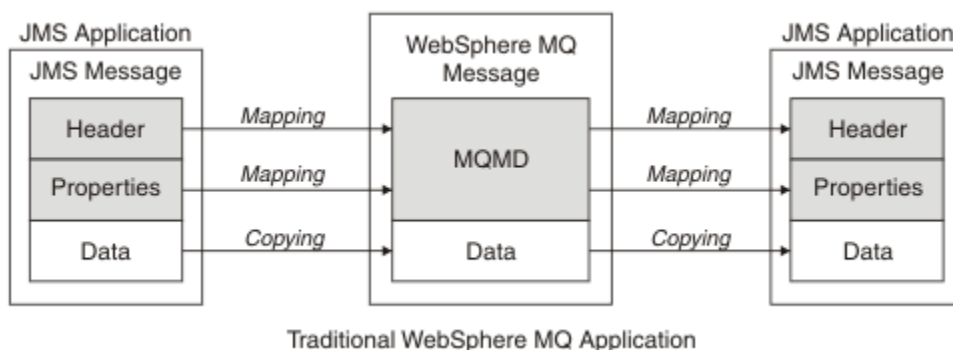 JMS Application
JMS Message
Header
Properties
Data
Mapping
Mapping
Copying
WebSphere MQ
Message
MQMD
Data
Mapping
Mapping
Copying
JMS Application
JMS Message
Header
Properties
Data
Traditional WebSphere MQ Application